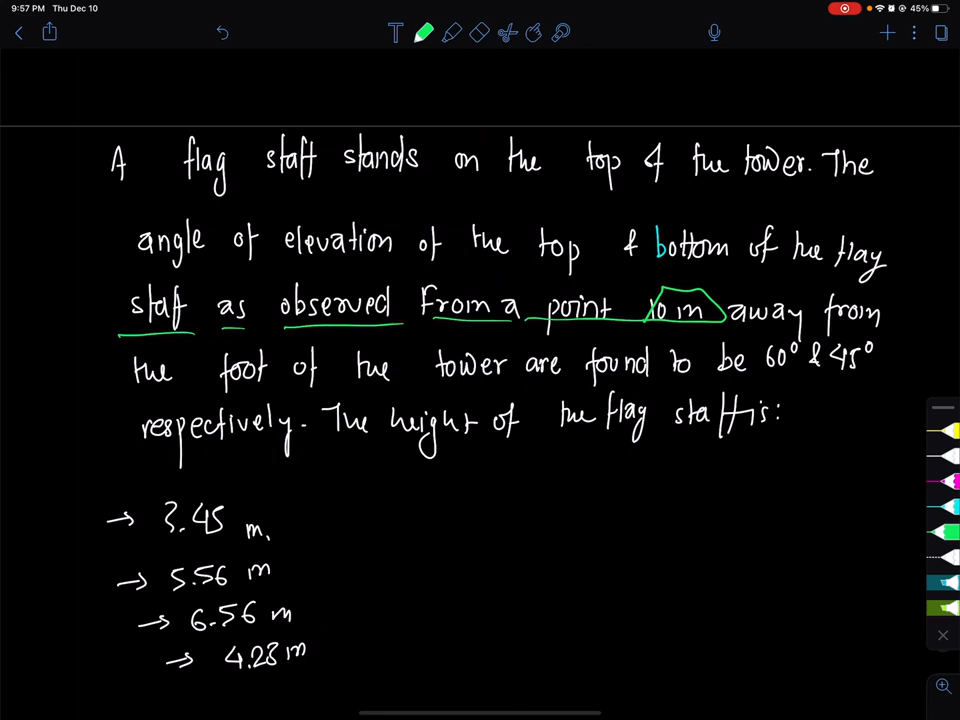 9:57 PM Thu Dec 10
45%
A flag staff stands on the top of the tower. The
angle of elevation of the top & bottom of the flag
staff as observed From a point 10 m away from
the foot of the tower are found to be 60° & 45°
respectively. The height of the flag staff is:
→ 3.45 m.
→ 5.56 m
→ 6.56 m
→ 4.23 m